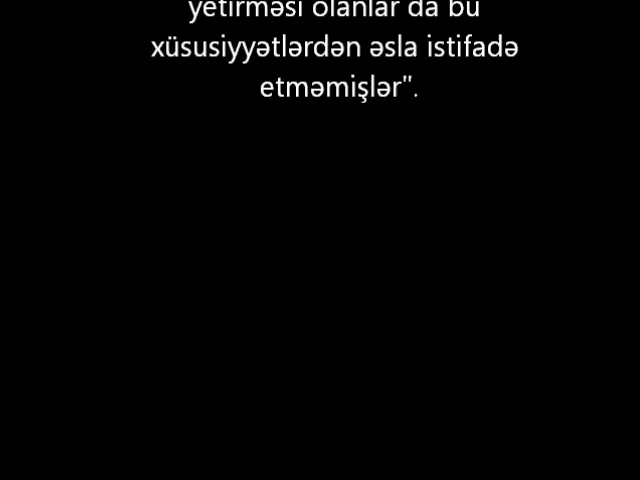 yetirməsi olanlar da bu
xüsusiyyətlərdən əsla istifadə
etməmişlər".